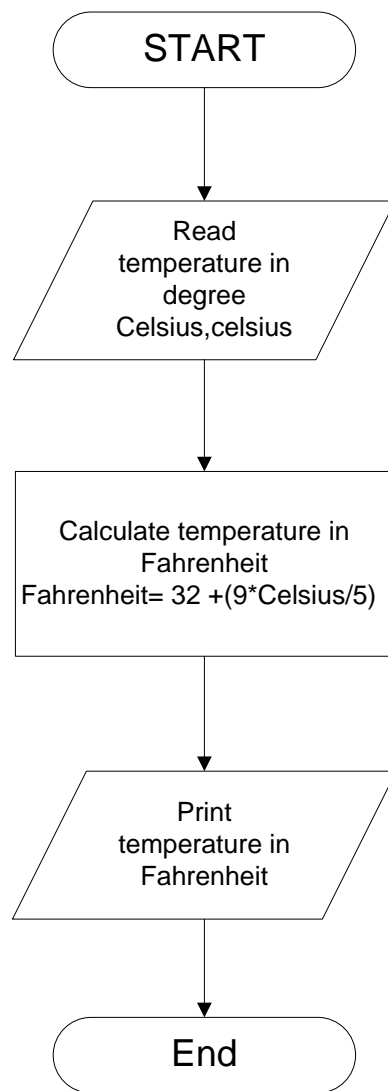 START
Read
temperature in
degree
Celsius,celsius
Calculate temperature in
Fahrenheit
Fahrenheit= 32 +(9*Celsius/5)
Print
temperature in
Fahrenheit
End